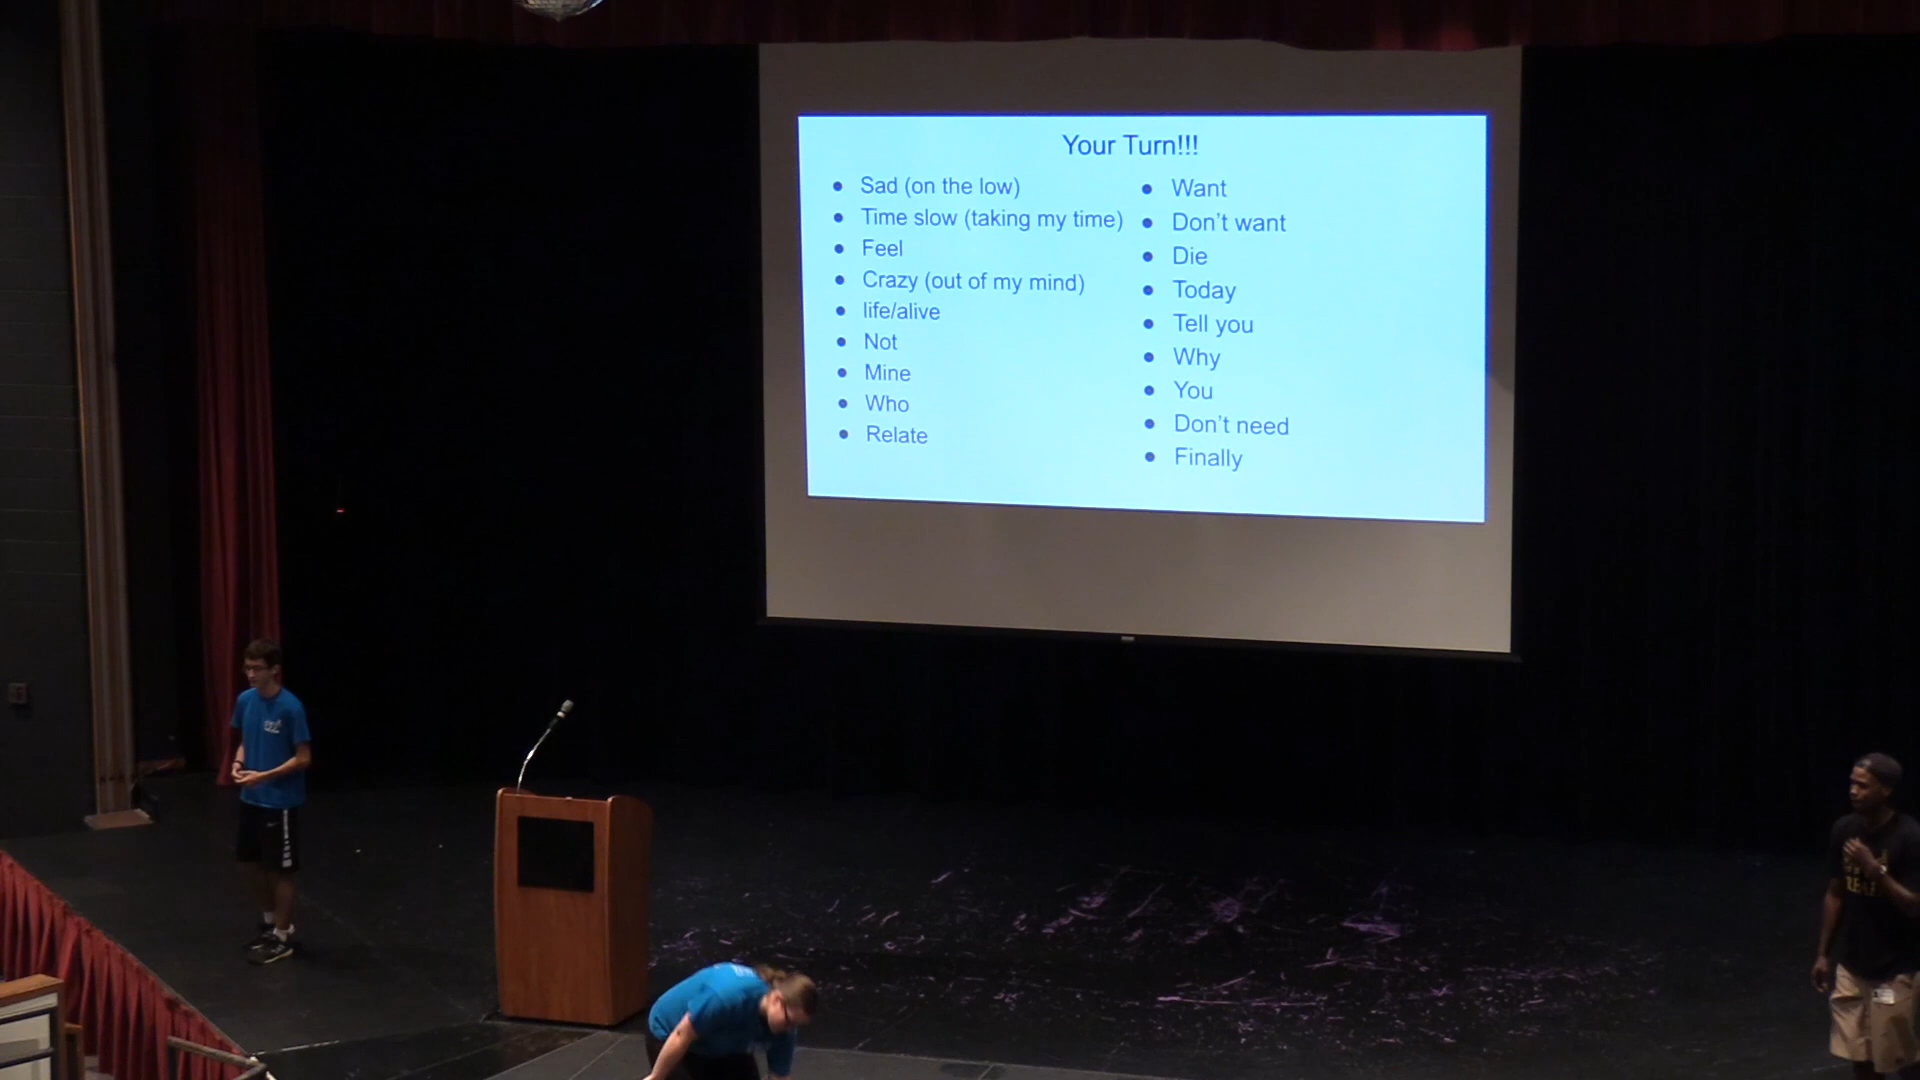 Your Turn!!!
● Sad (on the low)
● Time slow (taking my time)
● Feel
● Crazy (out of my mind)
● life/alive
● Not
● Mine
● Who
● Relate
● Want
● Don't want
● Die
● Today
● Tell you
● Why
● You
● Don't need
● Finally